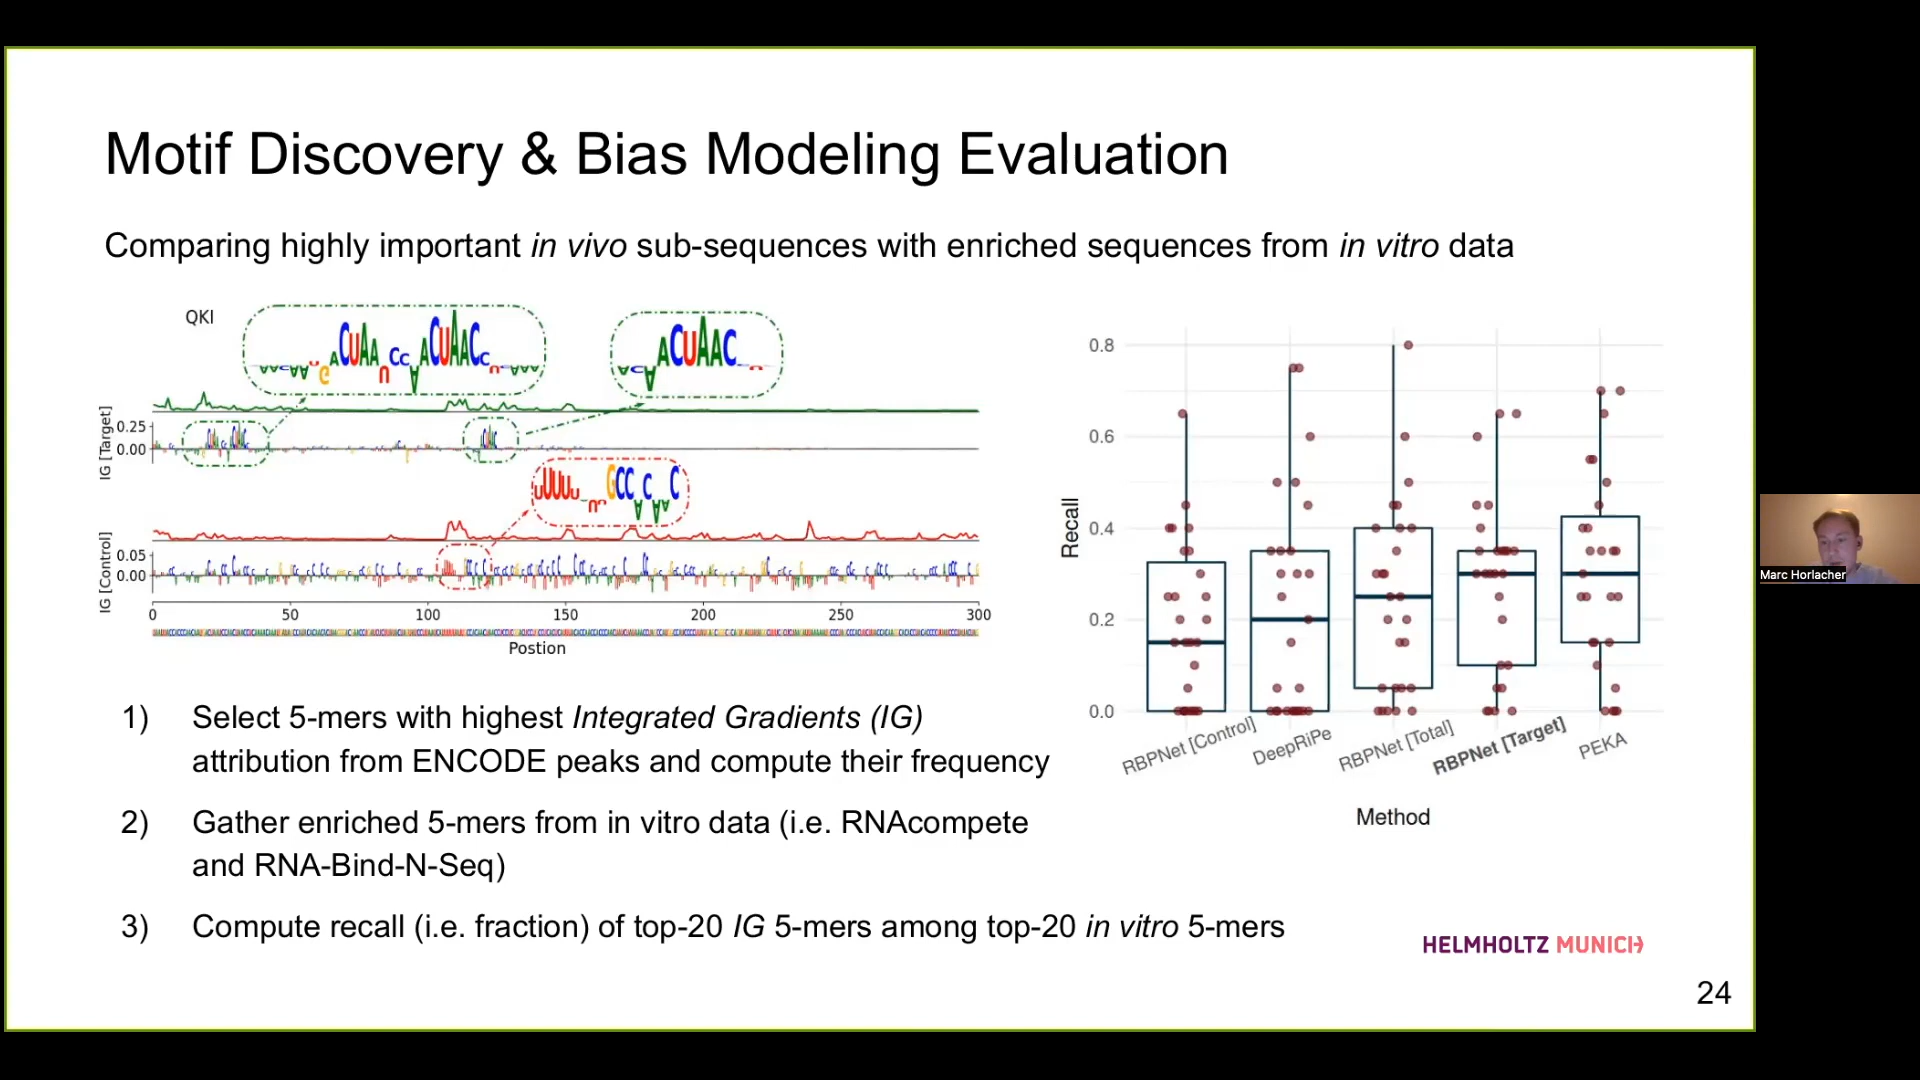 Motif Discovery & Bias Modeling Evaluation
Comparing highly important in vivo sub-sequences with enriched sequences from in vitro data
QKI
IG [Target]
0.25
0.00
IG [Control]
0.05
0.00
0 50 100 150 200 250 300
Postion
Recall
0.8
0.6
0.4
0.2
0.0
RBPNet [Control] DeepRiPe RBPNet [Total] RBPNet [Target] PEKA
Method
1) Select 5-mers with highest Integrated Gradients (IG)
attribution from ENCODE peaks and compute their frequency
2) Gather enriched 5-mers from in vitro data (i.e. RNAcompete
and RNA-Bind-N-Seq)
3) Compute recall (i.e. fraction) of top-20 IG 5-mers among top-20 in vitro 5-mers
HELMHOLTZ MUNICH
24
Marc Horlacher